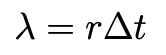 λ = rΔt